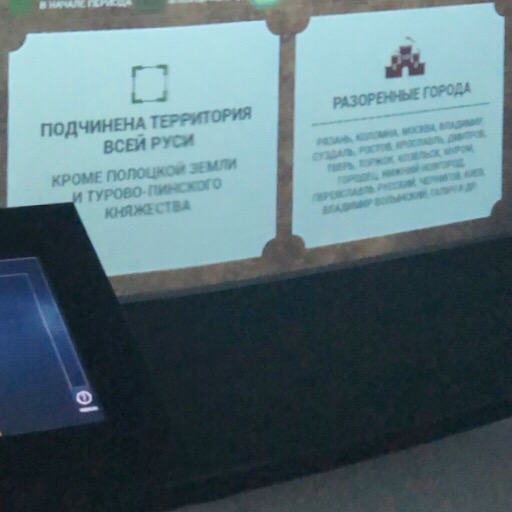 В НАЧАЛЕ ПЕРИОДА
ПОДЧИНЕНА ТЕРРИТОРИЯ
ВСЕЙ РУСИ
КРОМЕ ПОЛОЦКОЙ ЗЕМЛИ
И ТУРОВО-ПИНСКОГО
КНЯЖЕСТВА
РАЗОРЕННЫЕ ГОРОДА
РЯЗАНЬ, КОЛОМНА, МОСКВА, ВЛАДИМИР,
СУЗДАЛЬ, РОСТОВ, ЯРОСЛАВЛЬ, ДМИТРОВ,
ТВЕРЬ, ТОРЖОК, КОЗЕЛЬСК, МУРОМ,
ГОРОДЕЦ, НИЖНИЙ НОВГОРОД,
ПЕРЕЯСЛАВЛЬ РУССКИЙ, ЧЕРНИГОВ, КИЕВ,
ВЛАДИМИР ВОЛЫНСКИЙ, ГАЛИЧ И ДР.